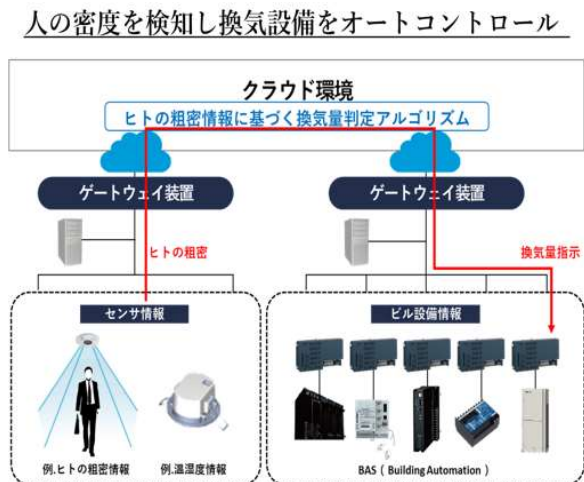 人の密度を検知し換気設備をオートコントロール
クラウド環境
ヒトの粗密情報に基づく換気量判定アルゴリズム
ゲートウェイ装置
ゲートウェイ装置
ヒトの粗密
換気量指示
センサ情報
ビル設備情報
例.ヒトの粗密情報
例.温湿度情報
BAS ( Building Automation )